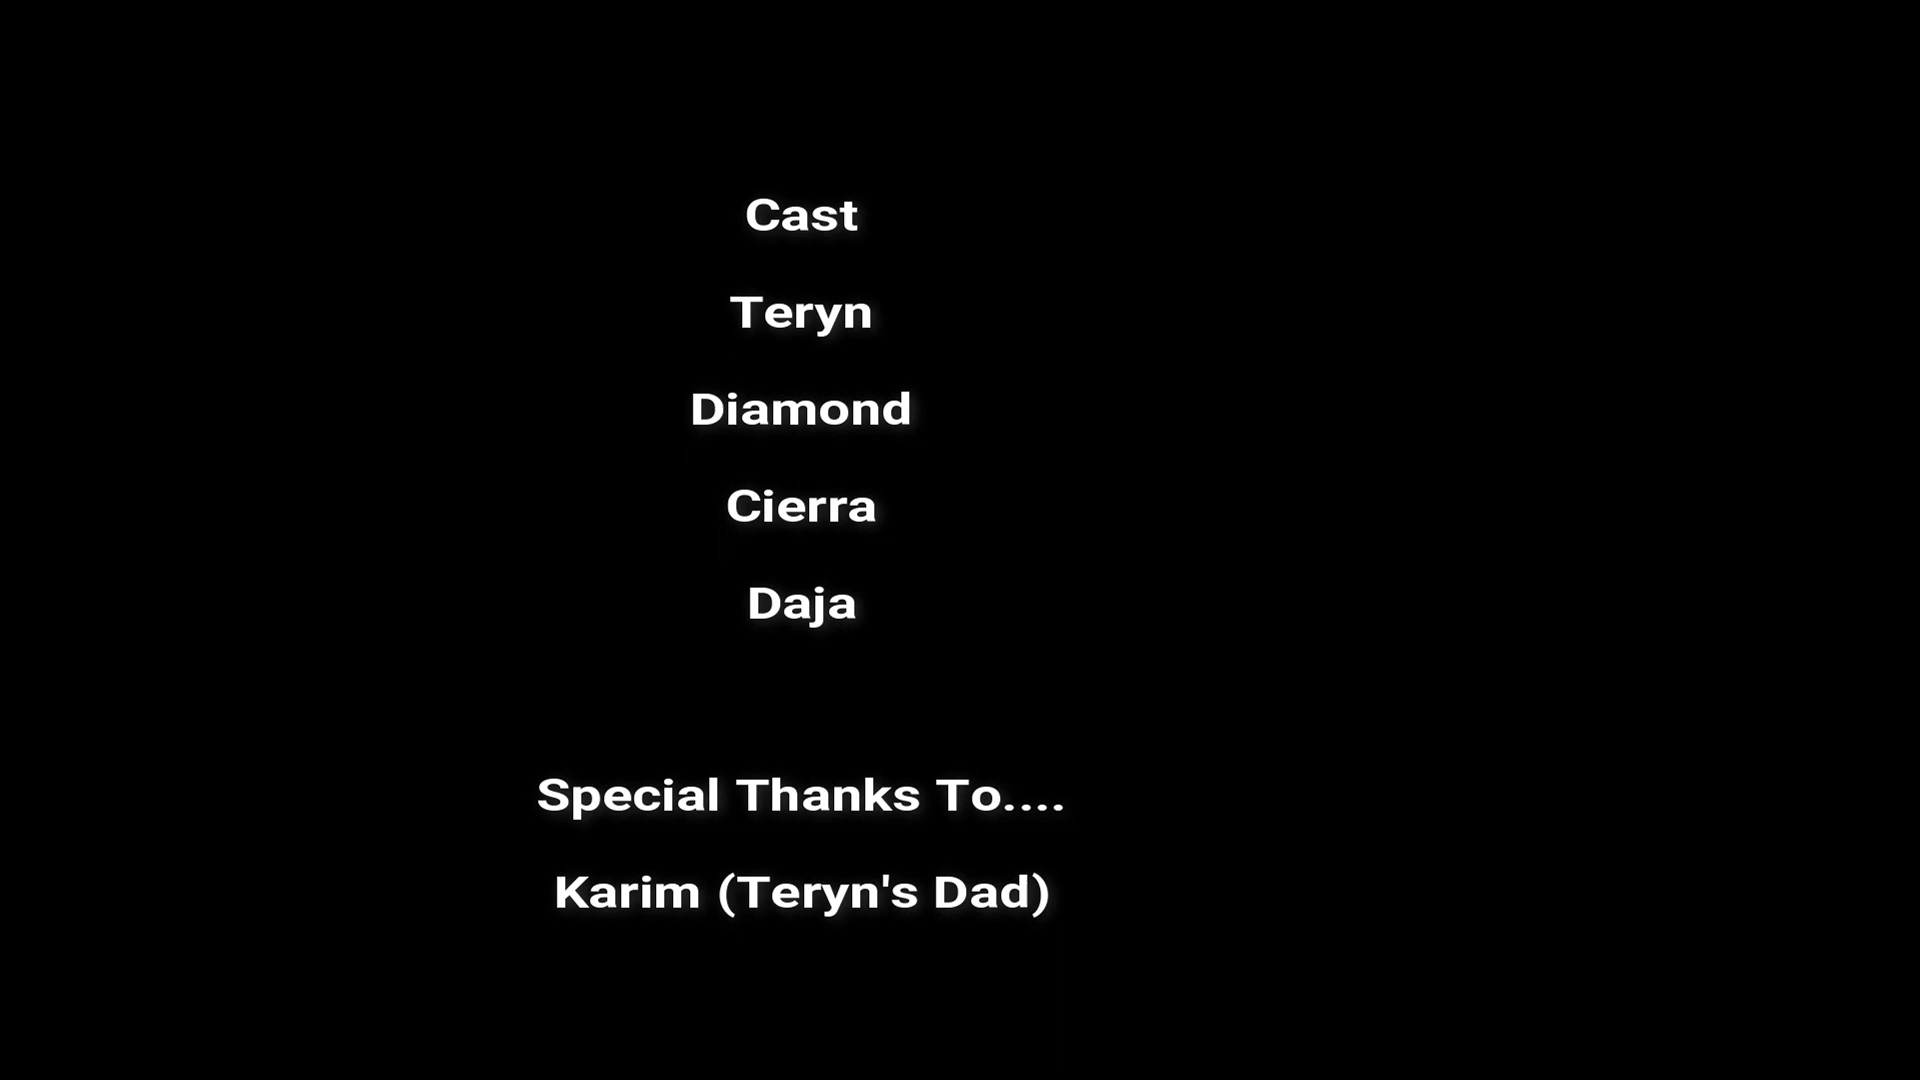 Cast
Teryn
Diamond
Cierra
Daja
Special Thanks To....
Karim (Teryn's Dad)